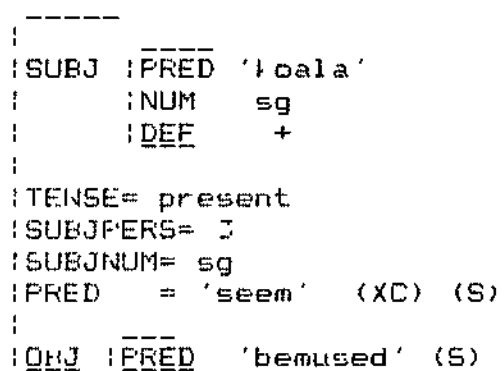 SUBJ PRED 'koala'
NUM sg
DEF +
TENSE= present
SUBJPERS= 3
SUBJNUM= sg
PRED = 'seem' (XC) (S)
OBJ PRED 'bemused' (S)